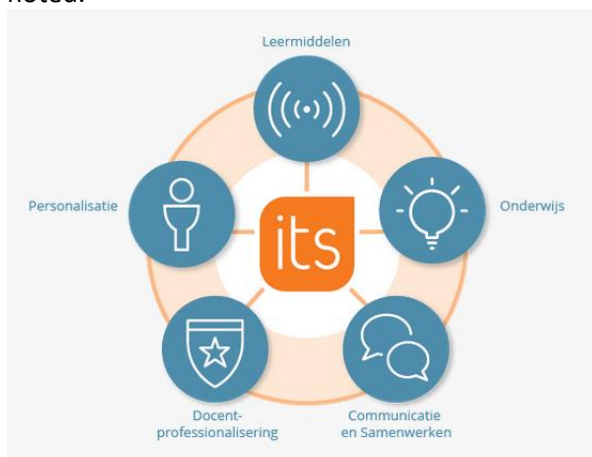 Leermiddelen
Personalisatie
Onderwijs
its
Docent-
professionalisering
Communicatie
en Samenwerken